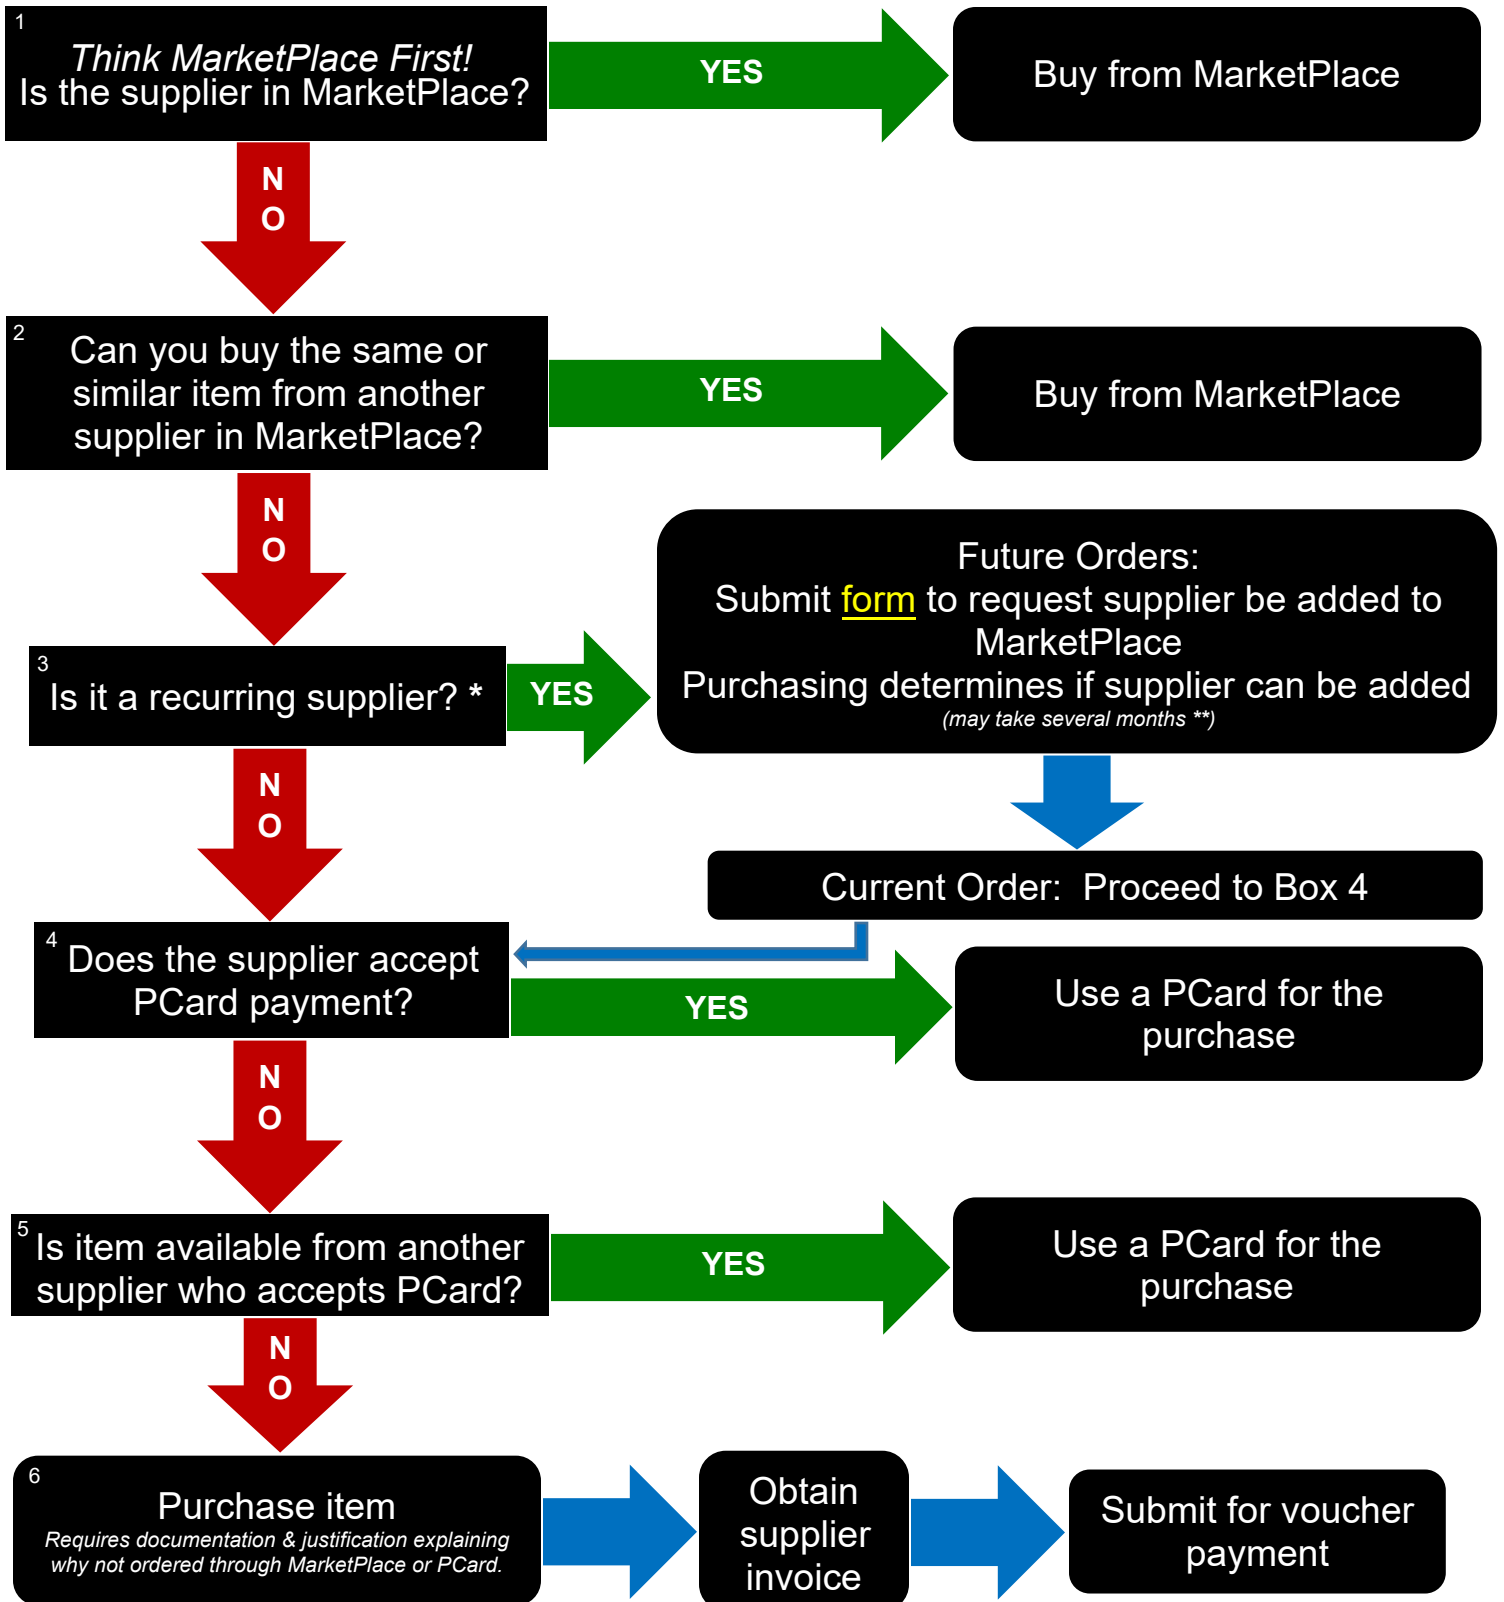 1
Think MarketPlace First!
Is the supplier in MarketPlace?
YES
Buy from MarketPlace
N
O
2
Can you buy the same or
similar item from another
supplier in MarketPlace?
YES
Buy from MarketPlace
N
O
Future Orders:
Submit form to request supplier be added to
MarketPlace
Purchasing determines if supplier can be added
(may take several months **)
3
Is it a recurring supplier? *
YES
N
O
Current Order:  Proceed to Box 4
4
Does the supplier accept
PCard payment?
YES
Use a PCard for the
purchase
N
O
5
Is item available from another
supplier who accepts PCard?
YES
Use a PCard for the
purchase
N
O
6
Purchase item
Requires documentation & justification explaining
why not ordered through MarketPlace or PCard.
Obtain
supplier
invoice
Submit for voucher
payment